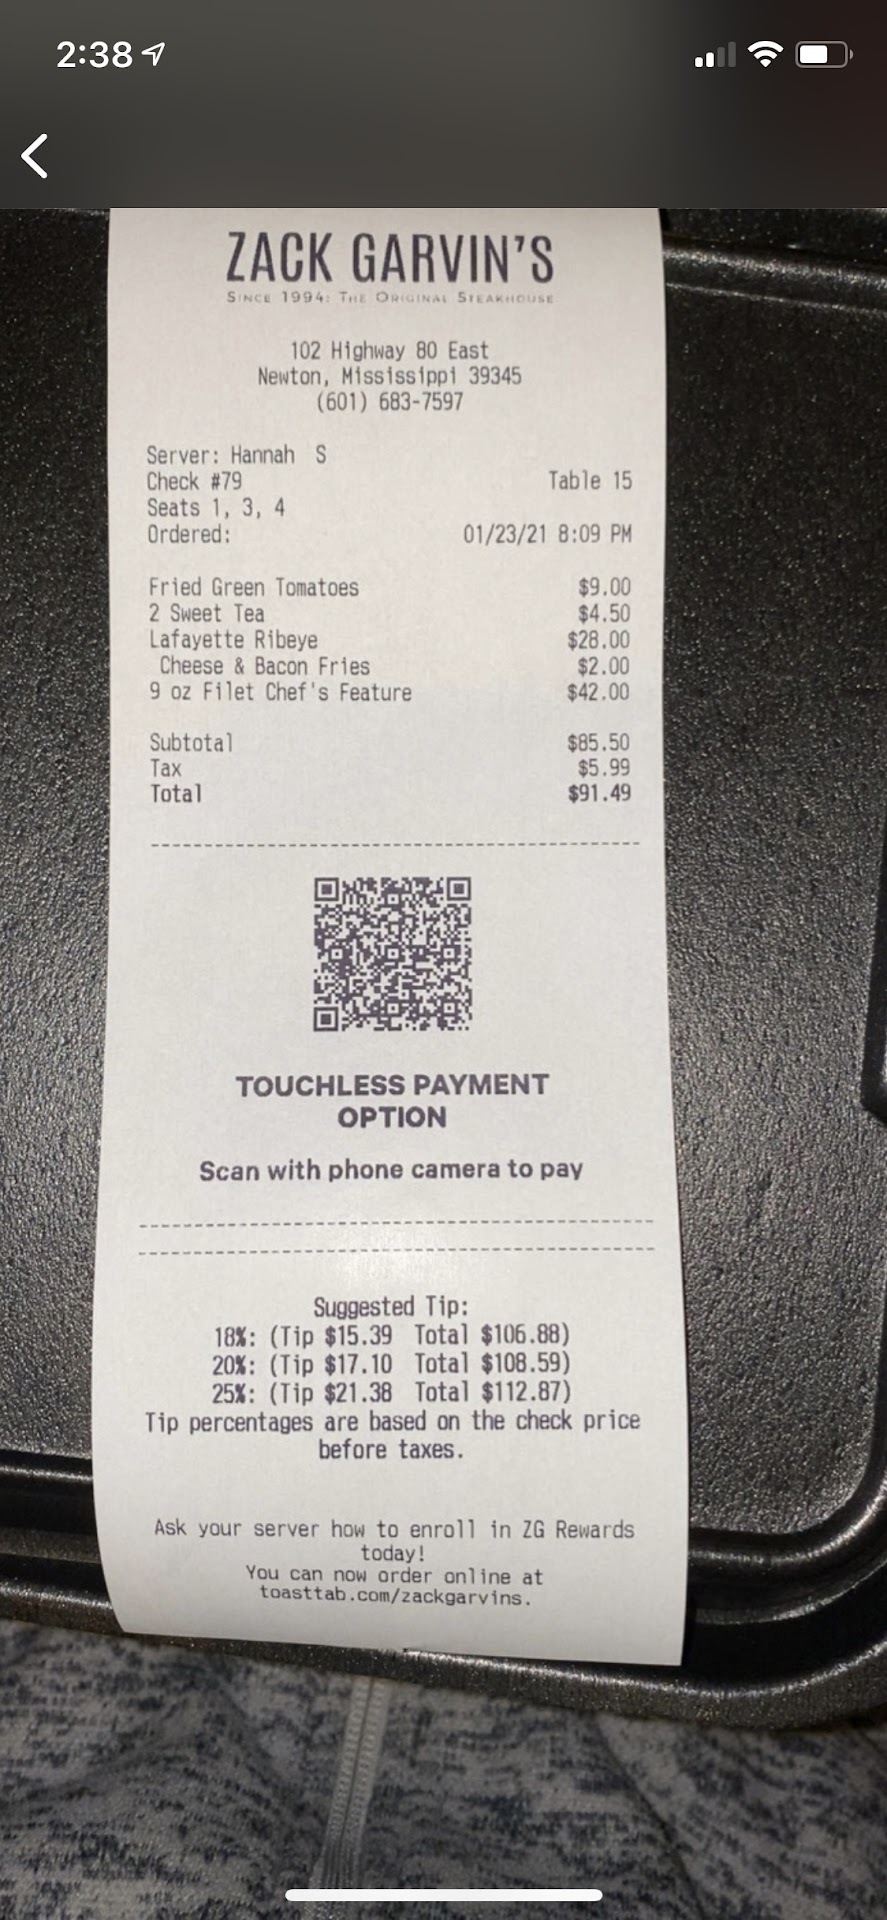 2:38
ZACK GARVIN'S
SINCE 1994: THE ORIGINAL STEAKHOUSE
102 Highway 80 East
Newton, Mississippi 39345
(601) 683-7597
Server: Hannah S
Check #79 Table 15
Seats 1, 3, 4
Ordered: 01/23/21 8:09 PM
Fried Green Tomatoes $9.00
2 Sweet Tea $4.50
Lafayette Ribeye $28.00
Cheese & Bacon Fries $2.00
9 oz Filet Chef's Feature $42.00
Subtotal $85.50
Tax $5.99
Total $91.49
TOUCHLESS PAYMENT
OPTION
Scan with phone camera to pay
Suggested Tip:
18%: (Tip $15.39 Total $106.88)
20%: (Tip $17.10 Total $108.59)
25%: (Tip $21.38 Total $112.87)
Tip percentages are based on the check price
before taxes.
Ask your server how to enroll in ZG Rewards
today!
You can now order online at
toasttab.com/zackgarvins.